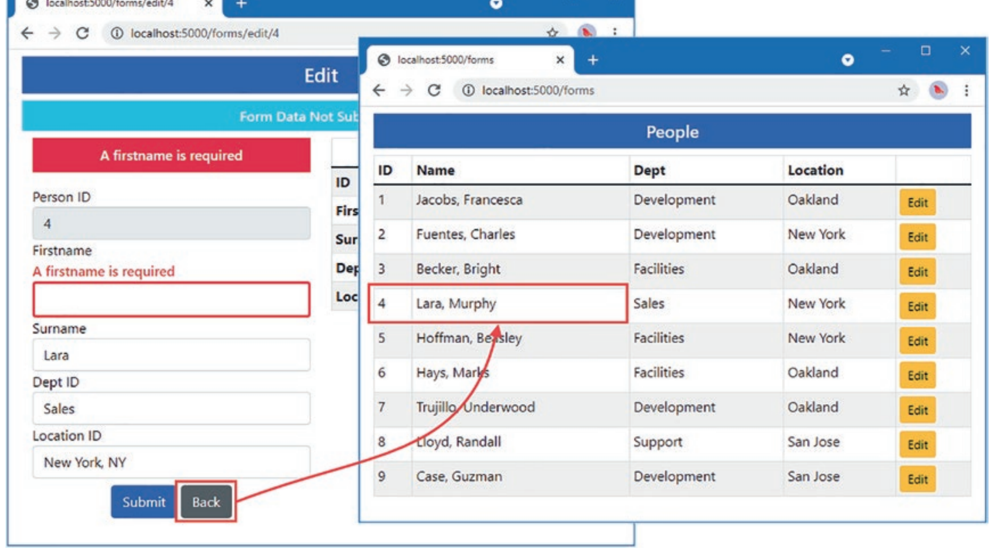 localhost:5000/forms/edit/4
localhost:5000/forms/edit/4
Edit
Form Data Not Sub
A firstname is required
Person ID
4
Firstname
A firstname is required
Surname
Lara
Dept ID
Sales
Location ID
New York, NY
Submit Back
ID
Firs
Sur
Dep
Loc
localhost:5000/forms
localhost:5000/forms
People
ID Name Dept Location
1 Jacobs, Francesca Development Oakland Edit
2 Fuentes, Charles Development New York Edit
3 Becker, Bright Facilities Oakland Edit
4 Lara, Murphy Sales New York Edit
5 Hoffman, Beasley Facilities New York Edit
6 Hays, Marks Facilities Oakland Edit
7 Trujillo, Underwood Development Oakland Edit
8 Lloyd, Randall Support San Jose Edit
9 Case, Guzman Development San Jose Edit